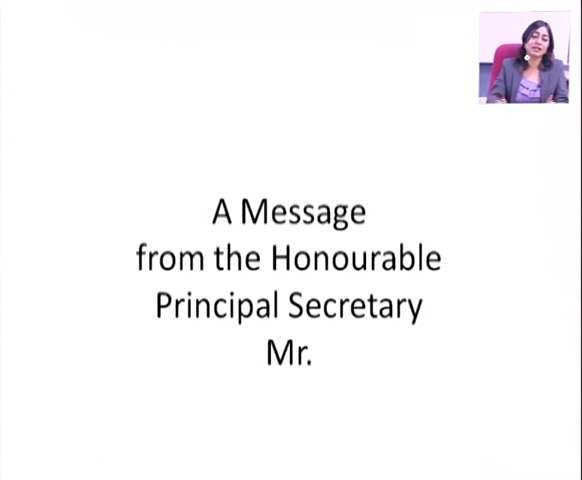 A Message
from the Honourable
Principal Secretary
Mr.